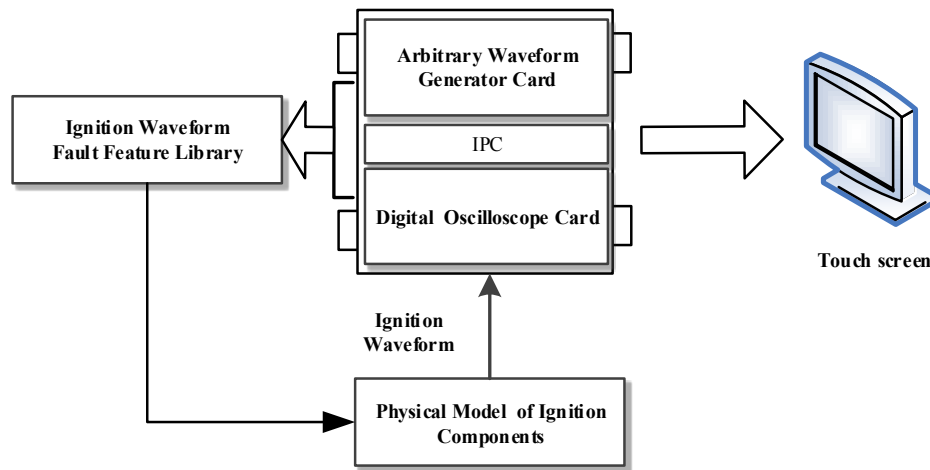 Arbitrary Waveform
Generator Card
IPC
Digital Oscilloscope Card
Ignition Waveform
Fault Feature Library
Touch screen
Ignition
Waveform
Physical Model of Ignition
Components